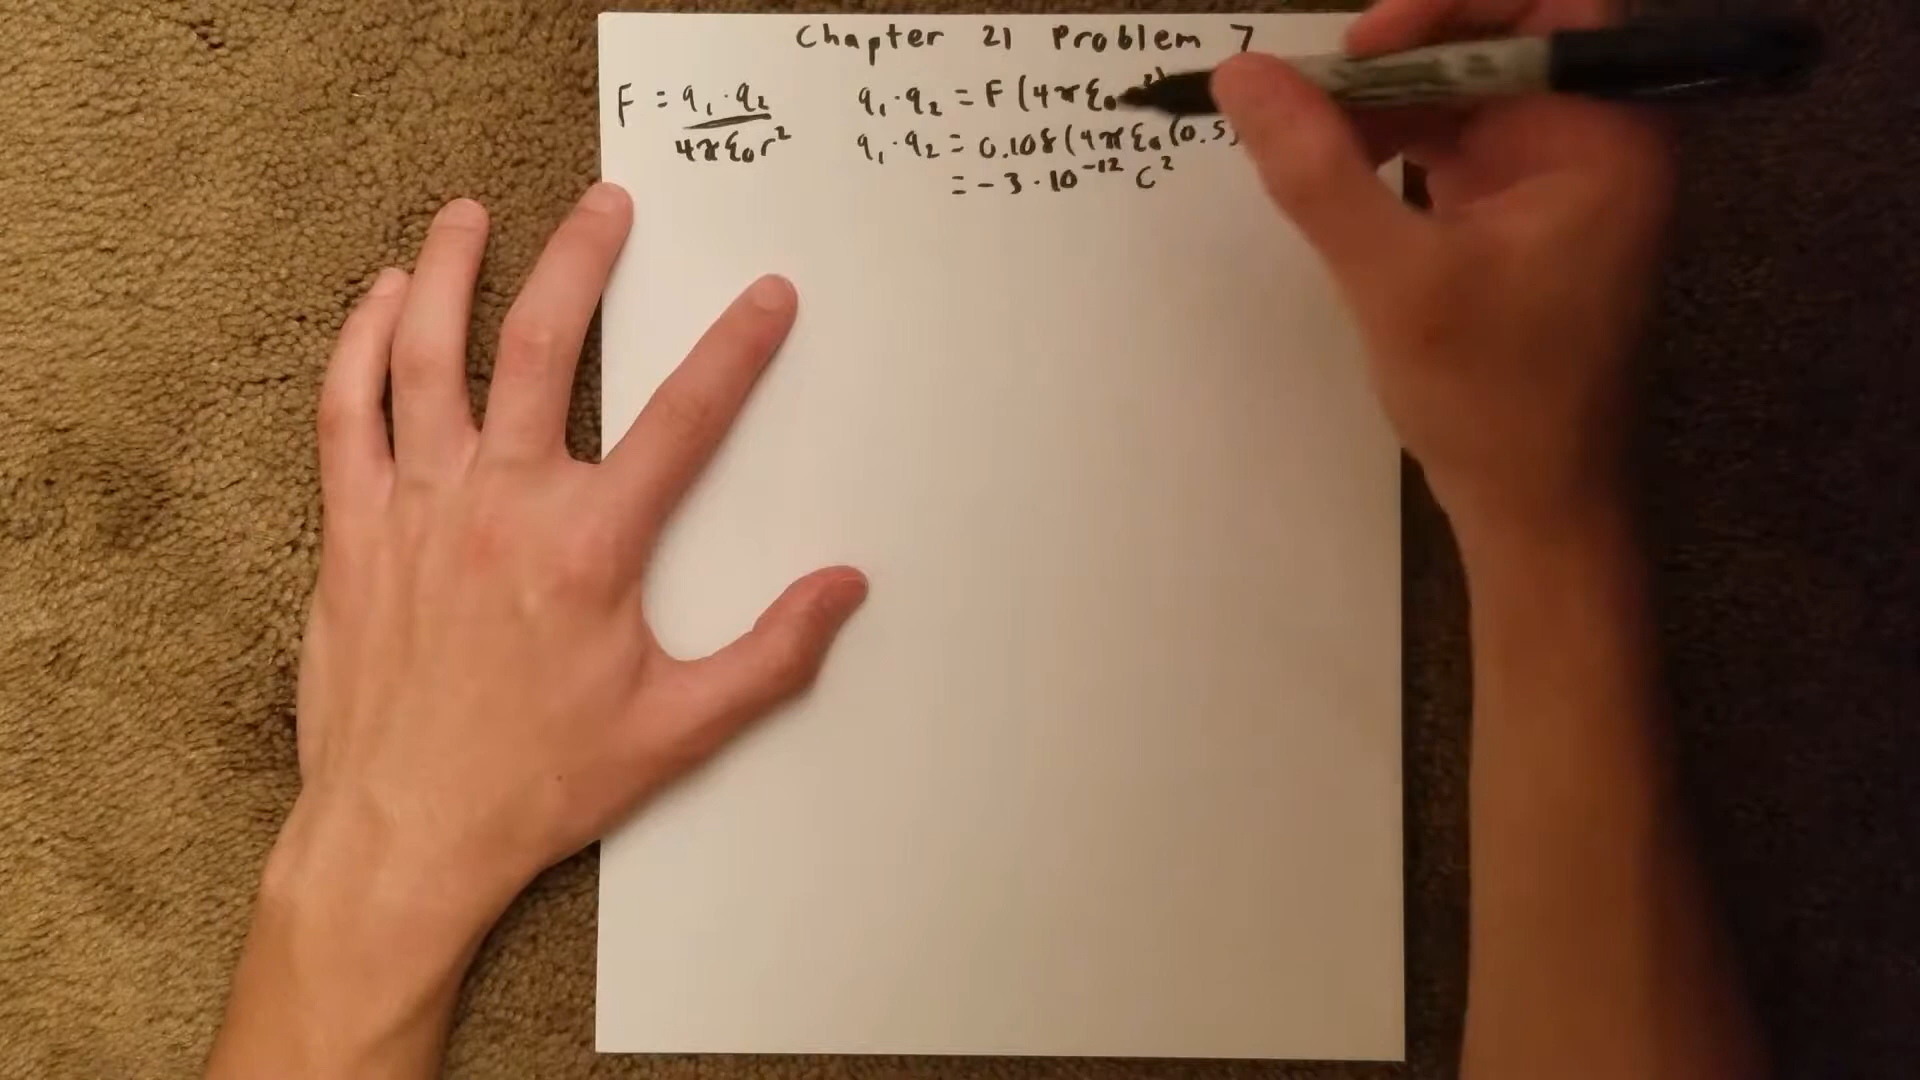 Chapter 21 Problem 7
F = q₁·q₂ / 4πε₀r²
q₁·q₂ = F(4πε₀ ²)
q₁·q₂ = 0.108(4πε₀(0.5)
= -3·10⁻¹² C²